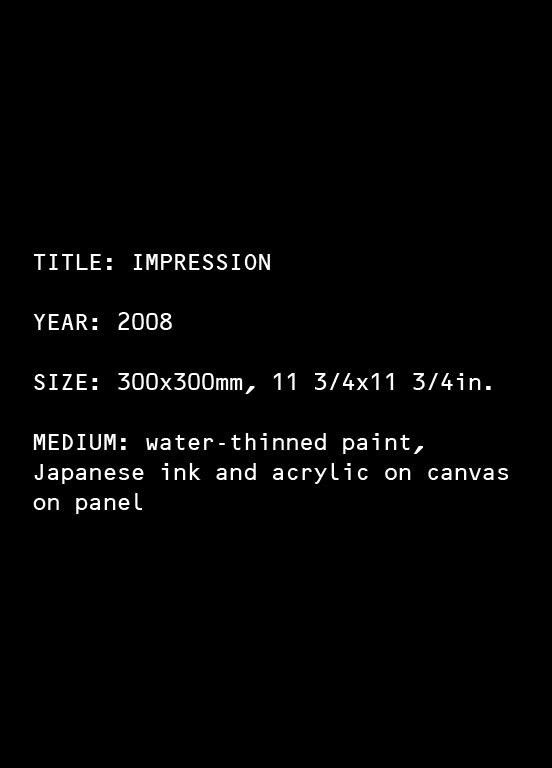 TITLE: IMPRESSION
YEAR: 2008
SIZE: 300x300mm, 11 3/4x11 3/4in.
MEDIUM: water-thinned paint,
Japanese ink and acrylic on canvas
on panel